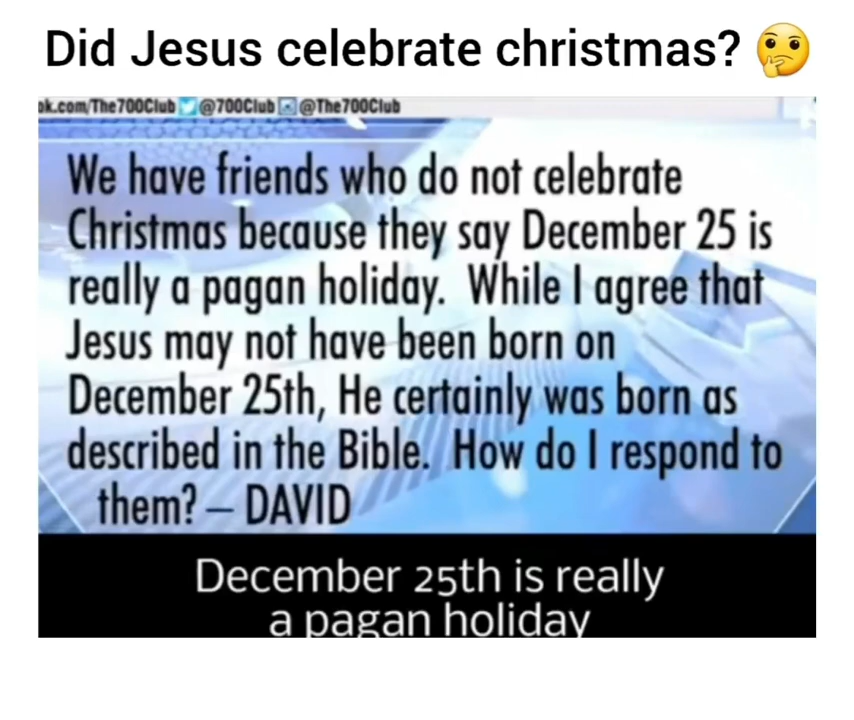 Did Jesus celebrate christmas? 🤔
ok.com/The700Club @700Club @The700Club
We have friends who do not celebrate
Christmas because they say December 25 is
really a pagan holiday. While I agree that
Jesus may not have been born on
December 25th, He certainly was born as
described in the Bible. How do I respond to
them? – DAVID
December 25th is really
a pagan holiday